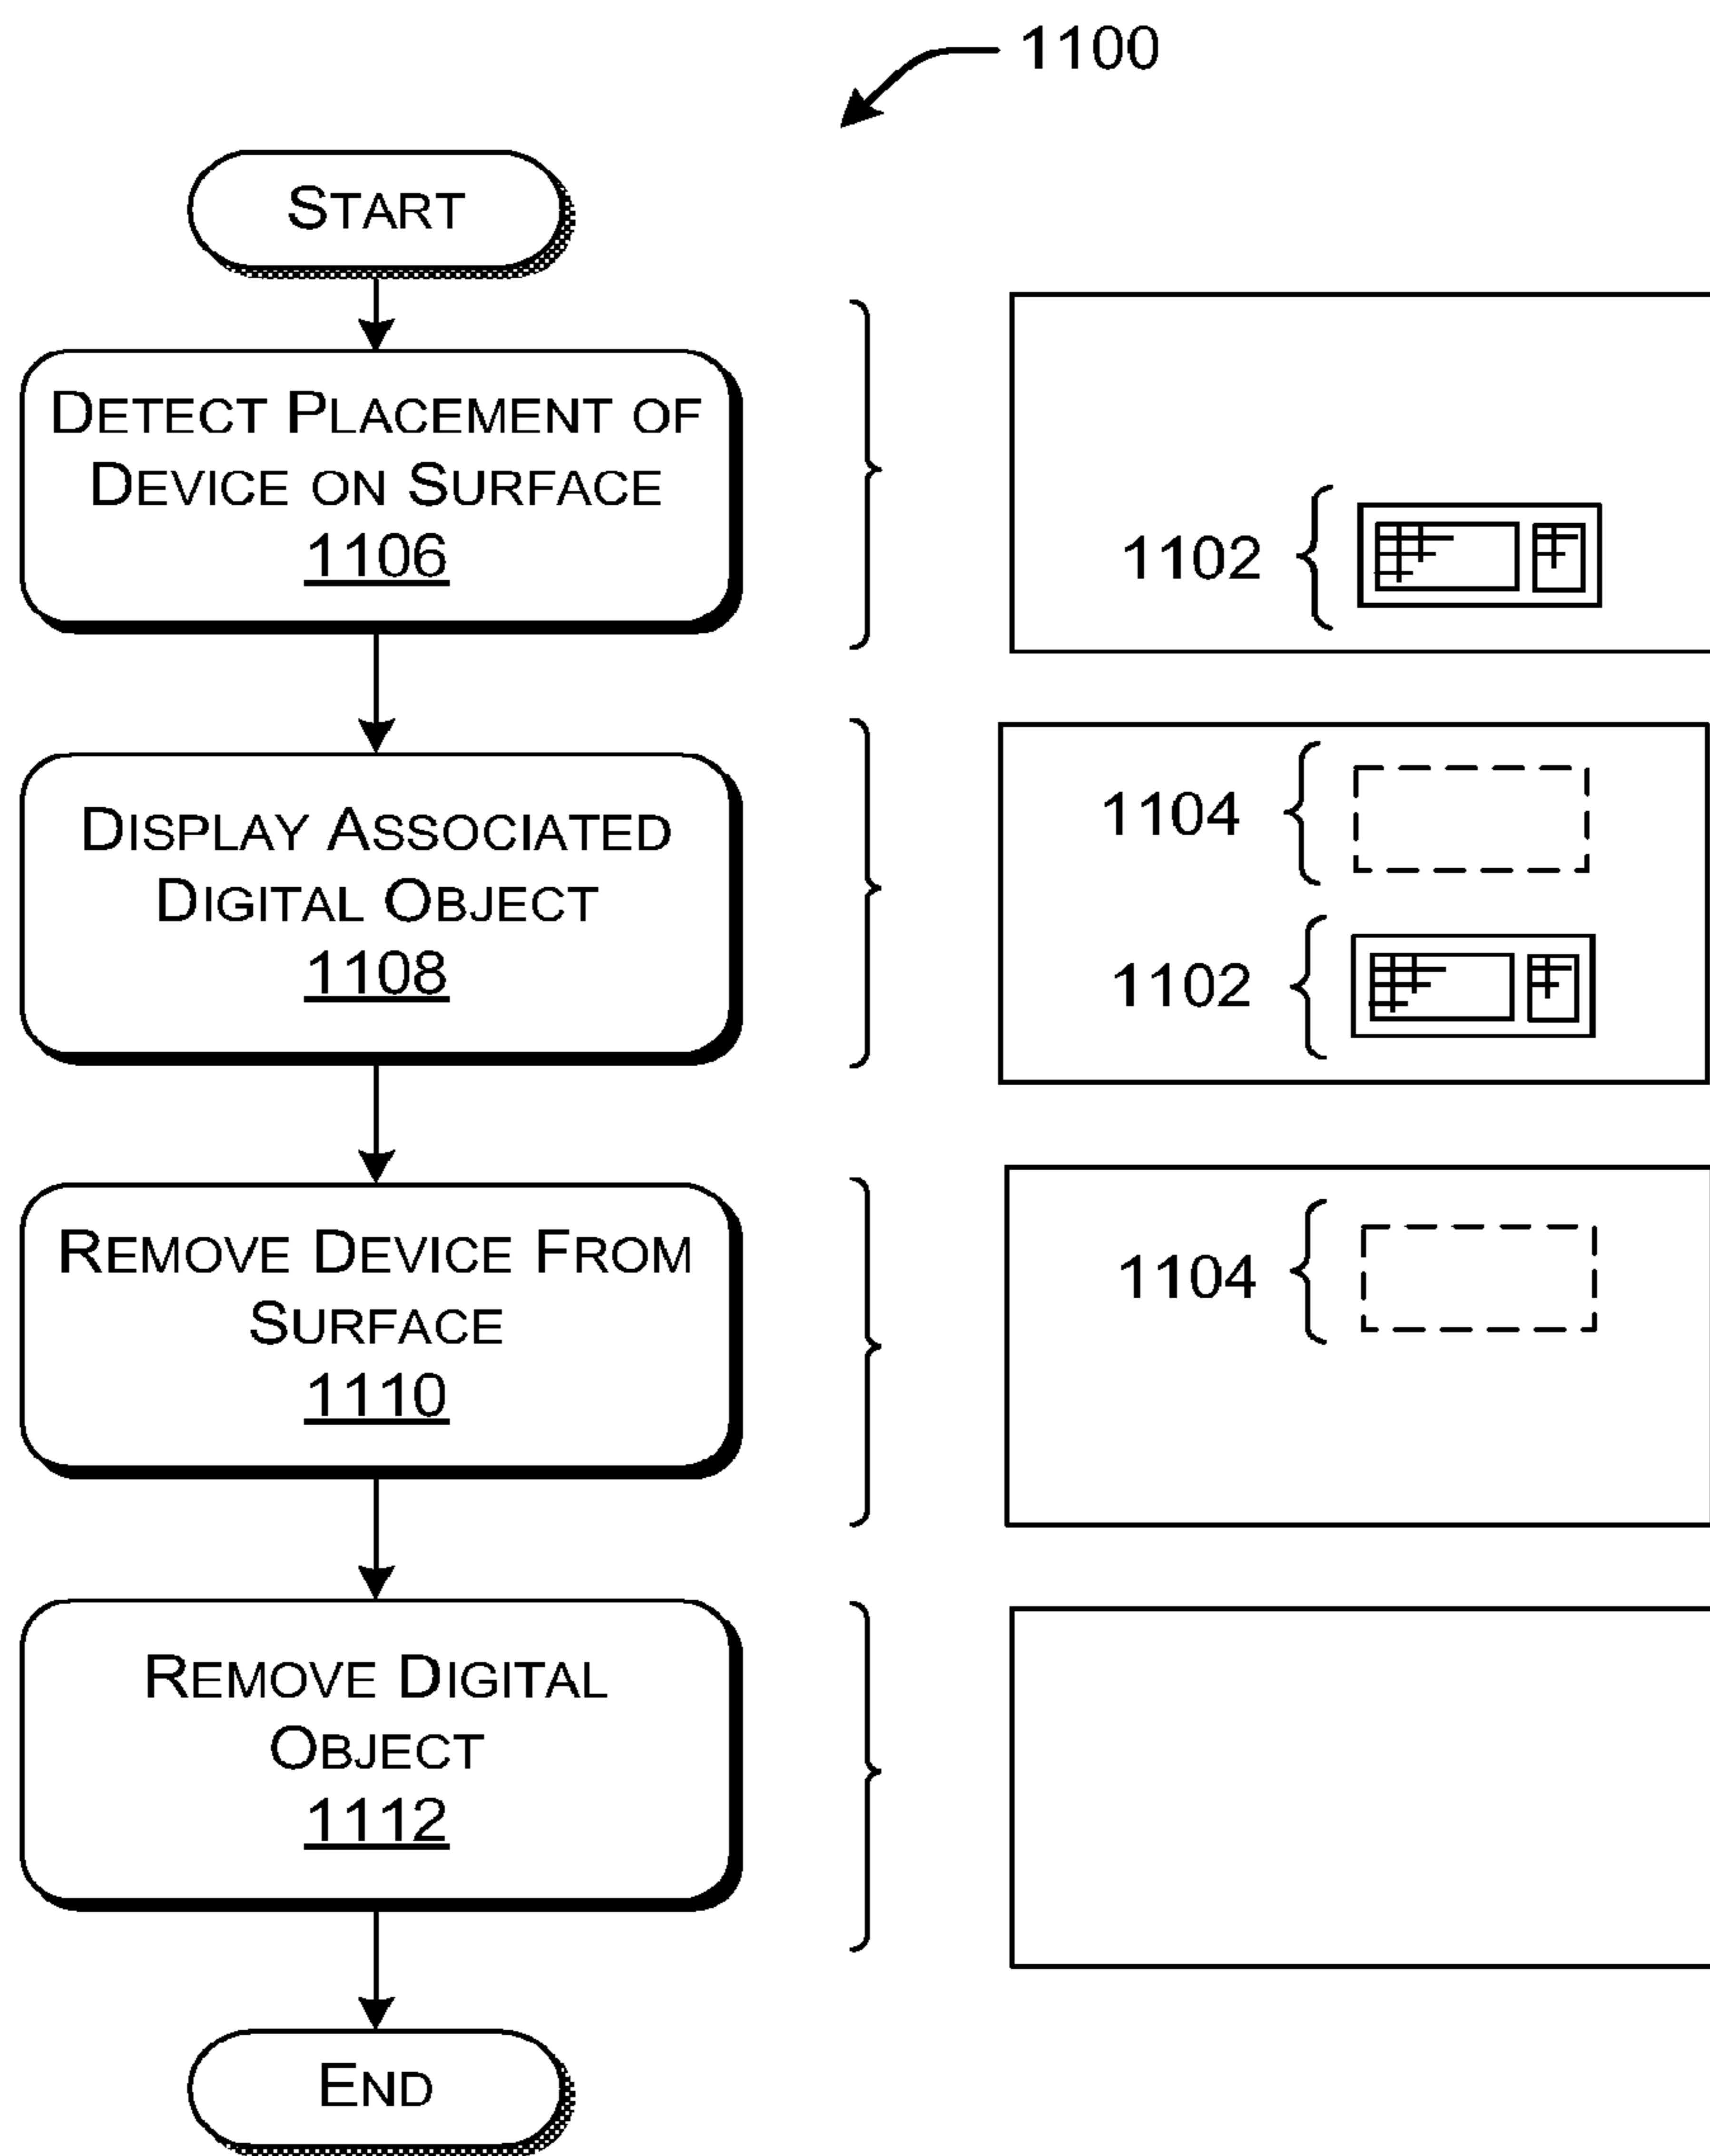 1100
START
DETECT PLACEMENT OF
DEVICE ON SURFACE
1106
1102
DISPLAY ASSOCIATED
DIGITAL OBJECT
1108
1104
1102
REMOVE DEVICE FROM
SURFACE
1110
1104
REMOVE DIGITAL
OBJECT
1112
END